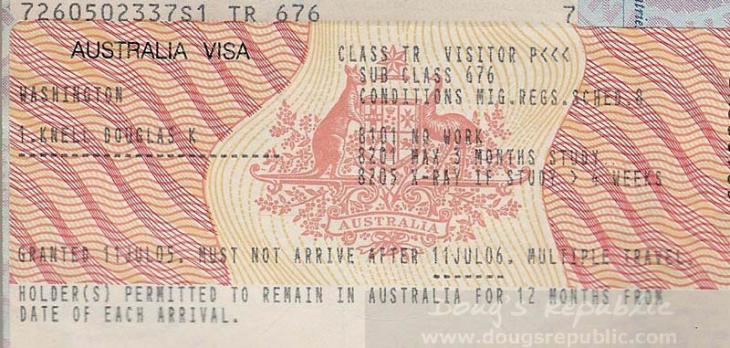 7260502337S1 TR 676 7
AUSTRALIA VISA CLASS TR VISITOR P<<<
SUB CLASS 676
WASHINGTON CONDITIONS MIG.REGS.SCHED.8
1.KNELL DOUGLAS K 8101 NO WORK
8201 MAX 3 MONTHS STUDY
8205 X-RAY IF STUDY > 4 WEEKS
AUSTRALIA
GRANTED 11JUL05. MUST NOT ARRIVE AFTER 11JUL06. MULTIPLE TRAVEL.
HOLDER(S) PERMITTED TO REMAIN IN AUSTRALIA FOR 12 MONTHS FROM
DATE OF EACH ARRIVAL.
Doug's Republic
www.dougsrepublic.com